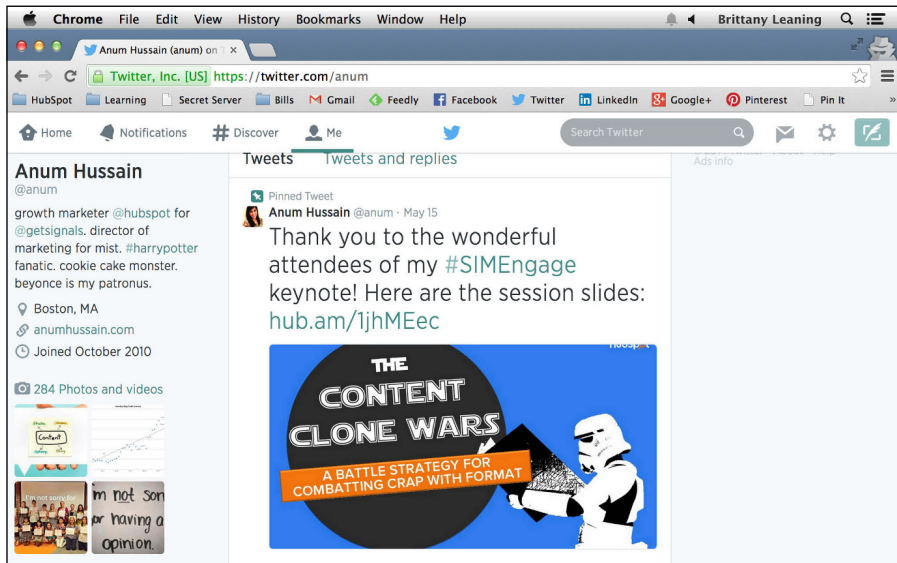 Chrome File Edit View History Bookmarks Window Help Brittany Leaning
Anum Hussain (anum) on T
Twitter, Inc. [US] https://twitter.com/anum
HubSpot Learning Secret Server Bills Gmail Feedly Facebook Twitter LinkedIn Google+ Pinterest Pin It »
Home Notifications Discover Me Search Twitter
Tweets Tweets and replies
Ads info
Anum Hussain
@anum
growth marketer @hubspot for
@getsignals. director of
marketing for mist. #harrypotter
fanatic. cookie cake monster.
beyonce is my patronus.
Boston, MA
anumhussain.com
Joined October 2010
284 Photos and videos
Content
I'm not sorry for
m not sor
or having a
opinion.
Pinned Tweet
Anum Hussain @anum · May 15
Thank you to the wonderful
attendees of my #SIMEngage
keynote! Here are the session slides:
hub.am/1jhMEec
HubSpot
THE
CONTENT
CLONE WARS
A BATTLE STRATEGY FOR
COMBATTING CRAP WITH FORMAT